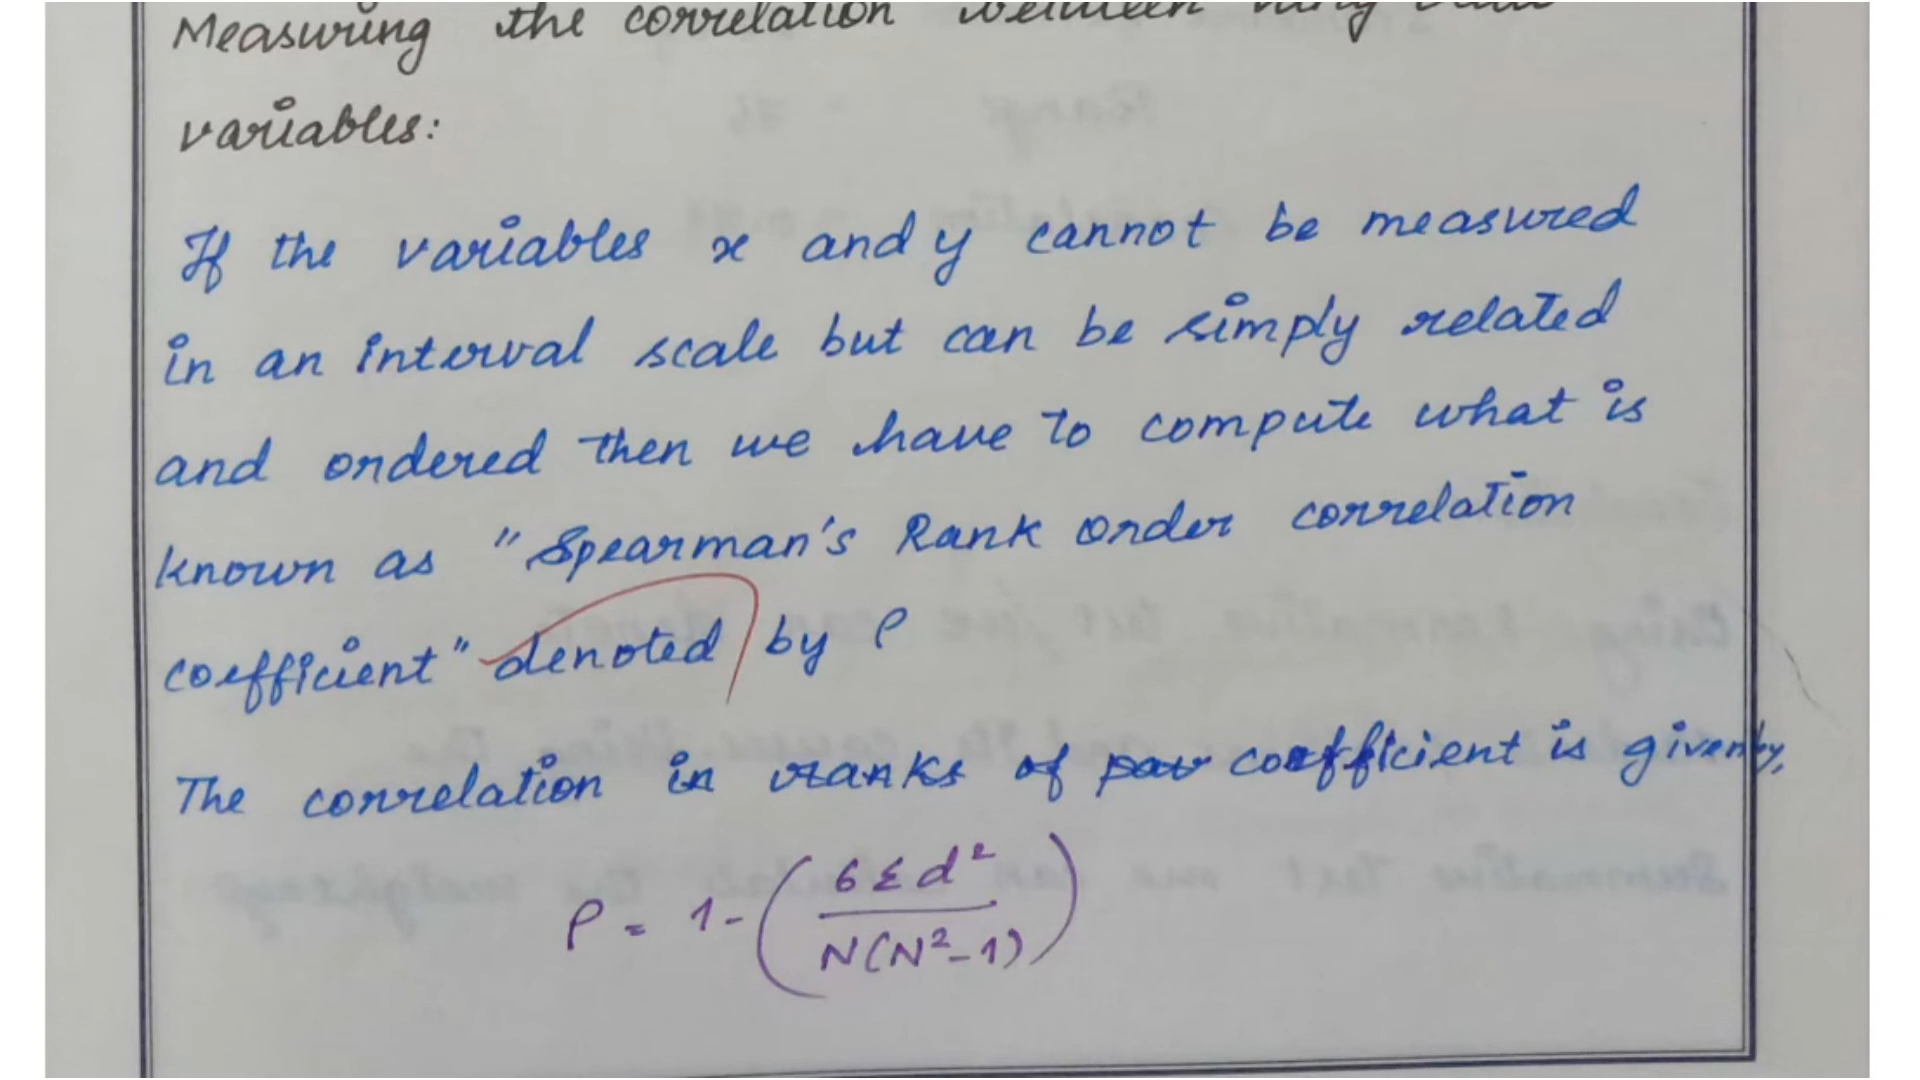 Measuring the correlation between
variables:
If the variables x and y cannot be measured
in an interval scale but can be simply related
and ordered then we have to compute what is
known as "Spearman's Rank order correlation
coefficient" denoted by ρ
The correlation in ranks of coefficient is given by,
ρ = 1 - (6Σd² / N(N²-1))